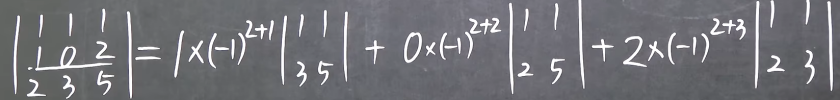 | 1 1 1 |
| 1 0 2 | = 1×(-1)^{2+1} | 1 1 | + 0×(-1)^{2+2} | 1 1 | + 2×(-1)^{2+3} | 1 1 |
| 2 3 5 | | 3 5 | | 2 5 | | 2 3 |